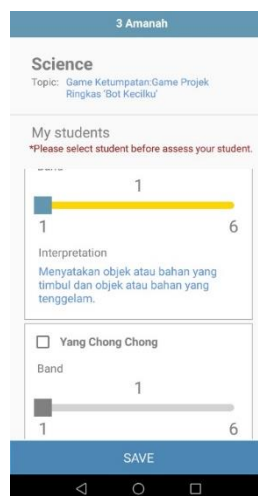 3 Amanah
Science
Topic: Game Ketumpatan:Game Projek
Ringkas 'Bot Kecilku'
My students
*Please select student before assess your student.
Band
1
1 6
Interpretation
Menyatakan objek atau bahan yang
timbul dan objek atau bahan yang
tenggelam.
Yang Chong Chong
Band
1
1 6
SAVE